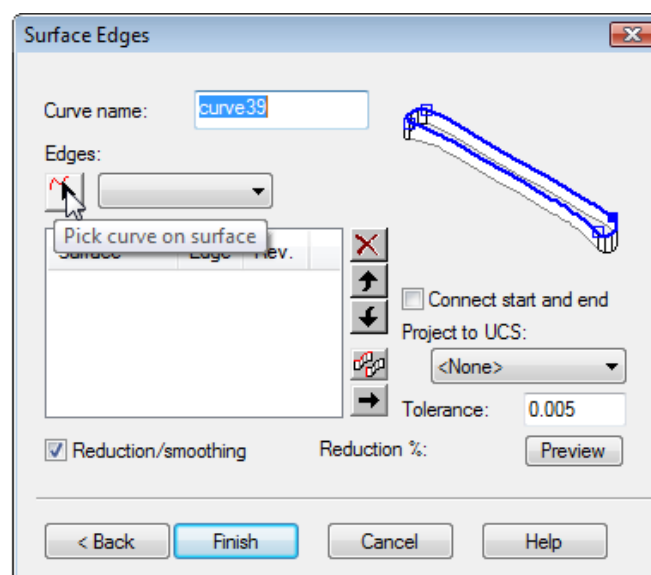 Surface Edges
Curve name: curve39
Edges:
Pick curve on surface
Surface Edge Rev.
Connect start and end
Project to UCS:
<None>
Tolerance: 0.005
Reduction/smoothing Reduction %: Preview
< Back Finish Cancel Help